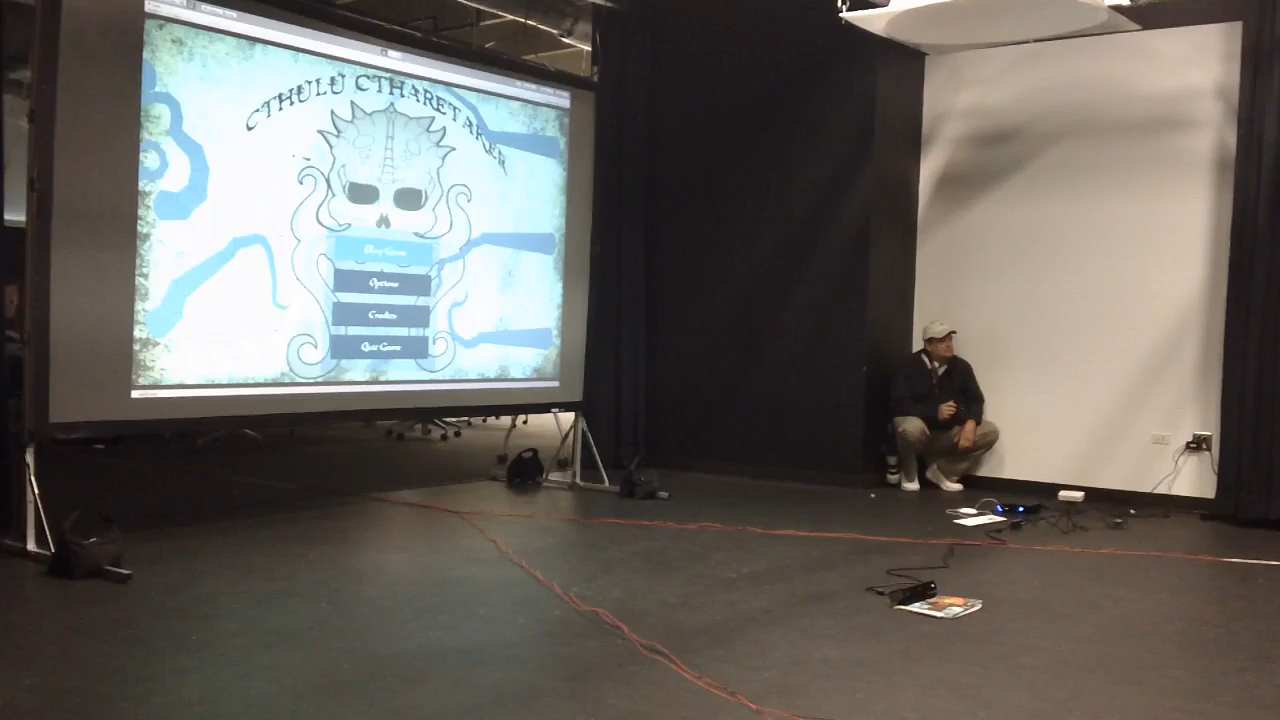 CTHULU CTHARETAKER
Play Game
Options
Credits
Quit Game